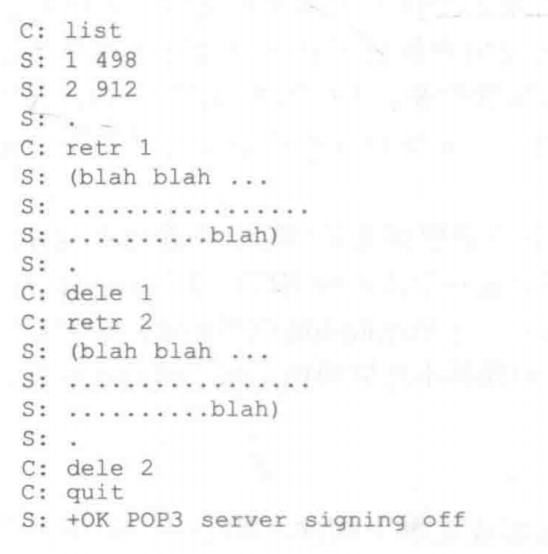 C: list
S: 1 498
S: 2 912
S: .
C: retr 1
S: (blah blah ...
S: .................
S: ..........blah)
S: .
C: dele 1
C: retr 2
S: (blah blah ...
S: .................
S: ..........blah)
S: .
C: dele 2
C: quit
S: +OK POP3 server signing off